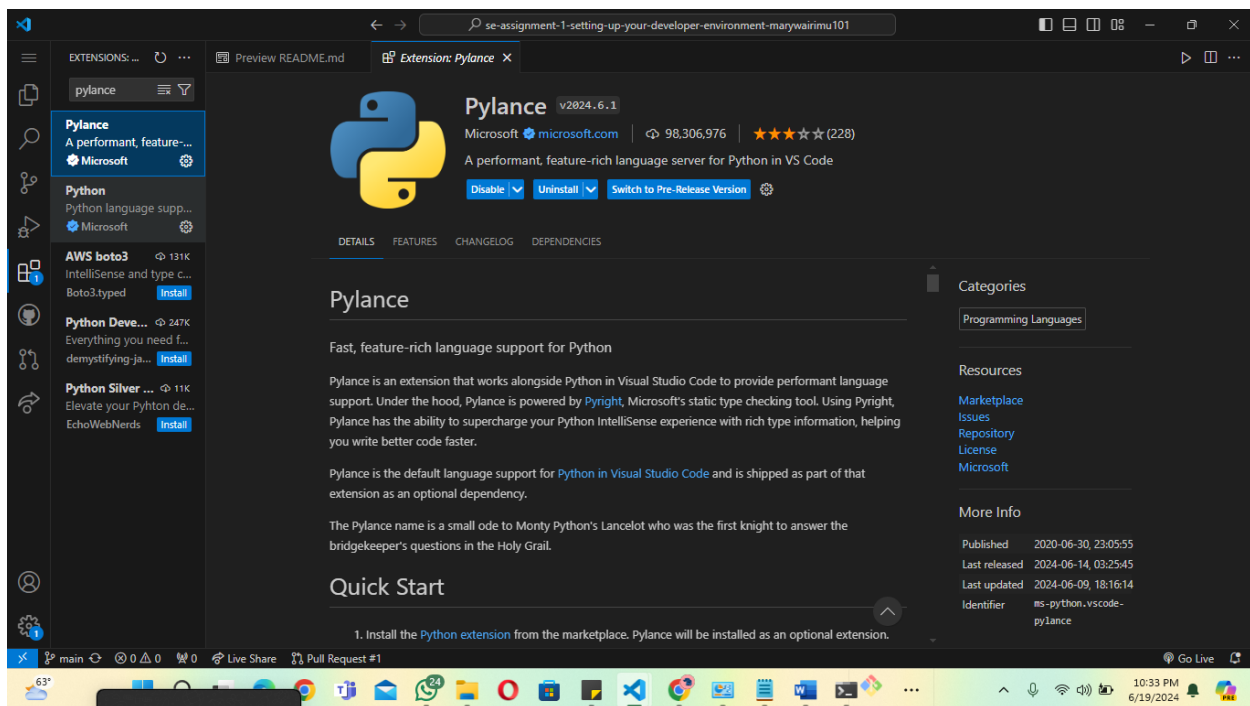 se-assignment-1-setting-up-your-developer-environment-marywairimu101
EXTENSIONS: ...
Preview README.md
Extension: Pylance
pylance
Pylance
A performant, feature-...
Microsoft
Python
Python language supp...
Microsoft
AWS boto3 131K
IntelliSense and type c...
Boto3.typed Install
Python Deve... 247K
Everything you need f...
demystifying-ja... Install
Python Silver ... 11K
Elevate your Pyhton de...
EchoWebNerds Install
1
1
Pylance v2024.6.1
Microsoft microsoft.com 98,306,976 (228)
A performant, feature-rich language server for Python in VS Code
Disable Uninstall Switch to Pre-Release Version
DETAILS FEATURES CHANGELOG DEPENDENCIES
Pylance
Fast, feature-rich language support for Python
Pylance is an extension that works alongside Python in Visual Studio Code to provide performant language
support. Under the hood, Pylance is powered by Pyright, Microsoft's static type checking tool. Using Pyright,
Pylance has the ability to supercharge your Python IntelliSense experience with rich type information, helping
you write better code faster.
Pylance is the default language support for Python in Visual Studio Code and is shipped as part of that
extension as an optional dependency.
The Pylance name is a small ode to Monty Python's Lancelot who was the first knight to answer the
bridgekeeper's questions in the Holy Grail.
Quick Start
1. Install the Python extension from the marketplace. Pylance will be installed as an optional extension.
Categories
Programming Languages
Resources
Marketplace
Issues
Repository
License
Microsoft
More Info
Published 2020-06-30, 23:05:55
Last released 2024-06-14, 03:25:45
Last updated 2024-06-09, 18:16:14
Identifier ms-python.vscode-
pylance
main 0 0 0 Live Share Pull Request #1 Go Live
63°
24
10:33 PM
6/19/2024
PRE